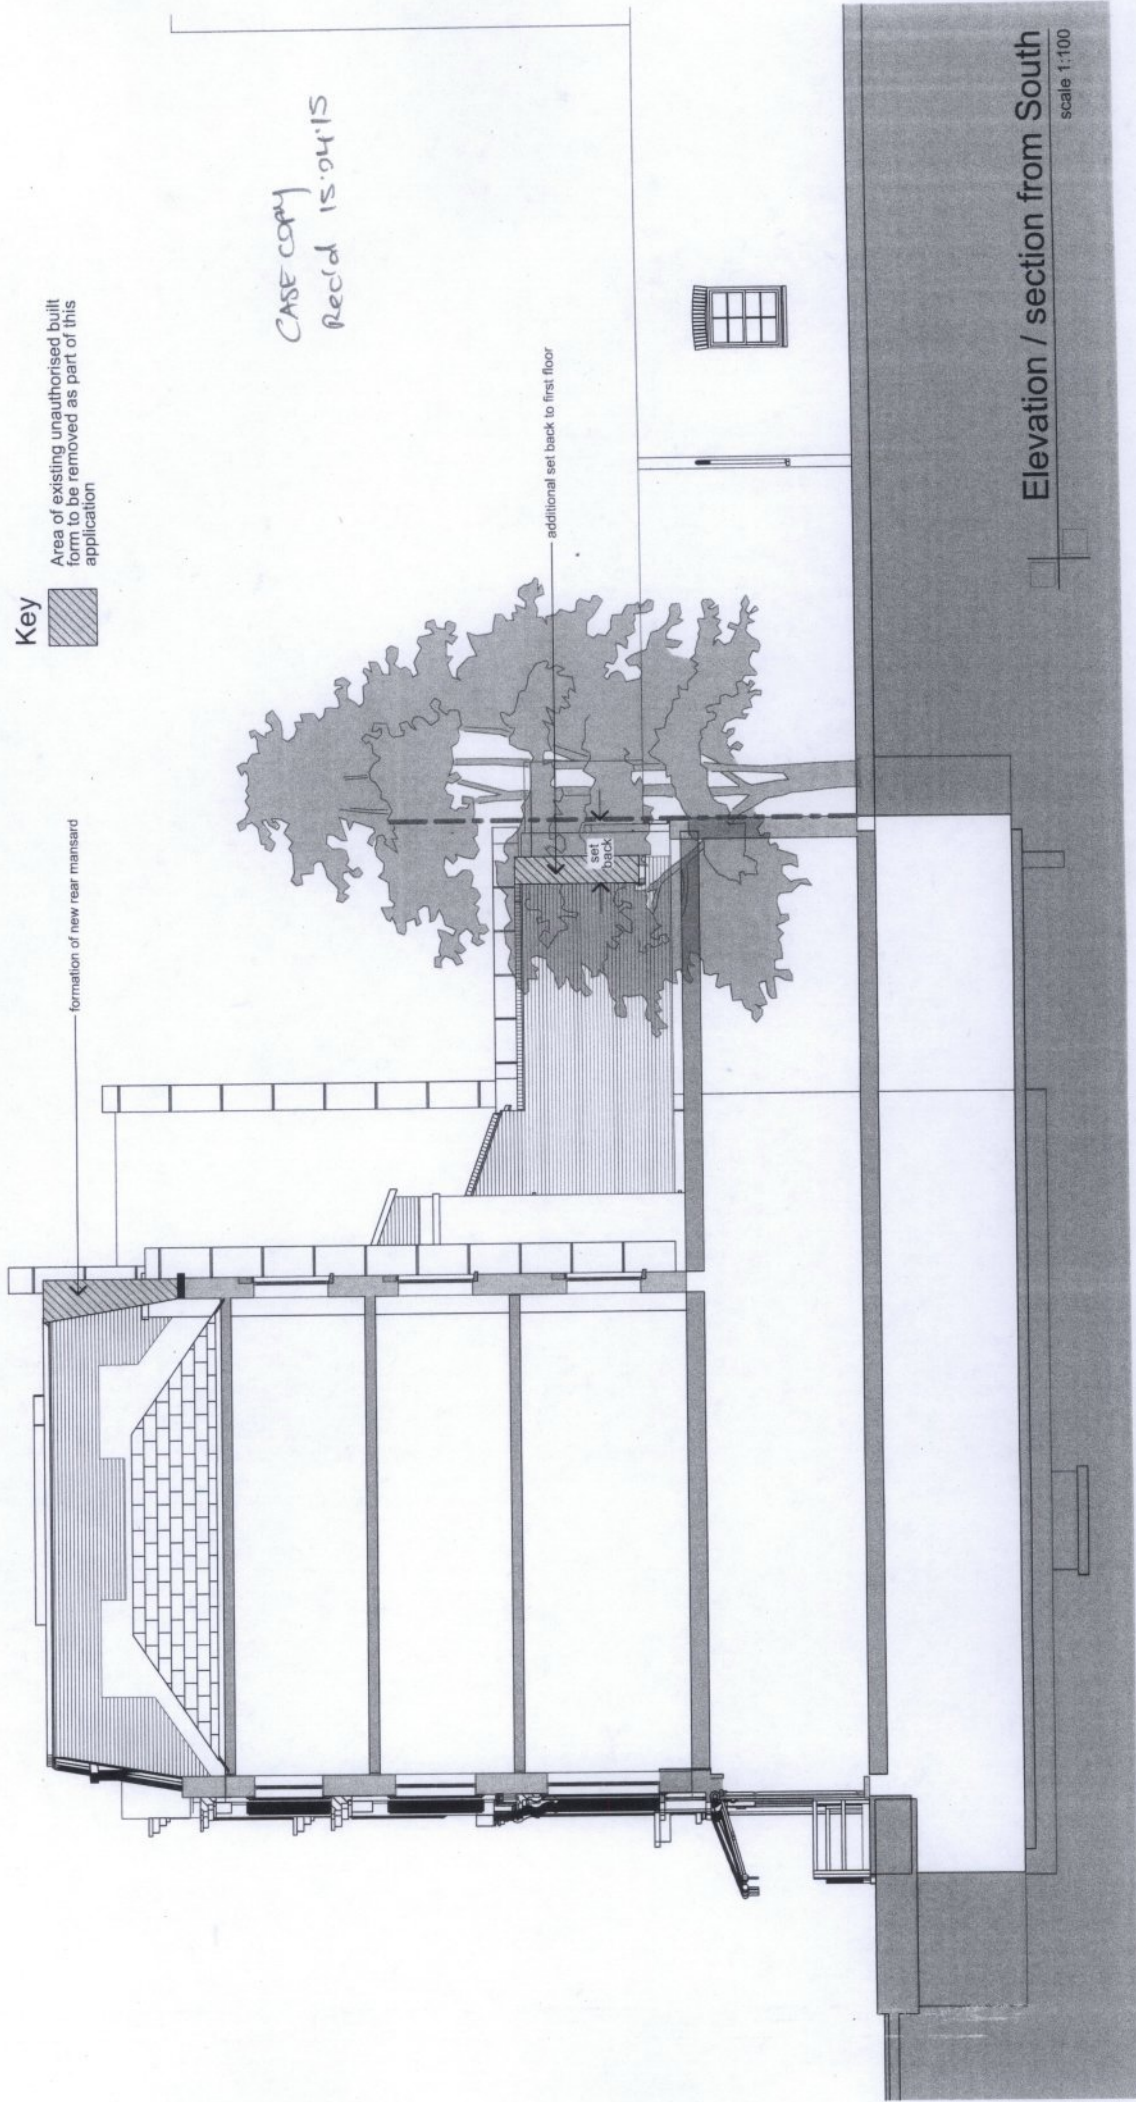 Key
Area of existing unauthorised built
form to be removed as part of this
application
CASE COPY
Rec'd 15.04.15
formation of new rear mansard
additional set back to first floor
set
back
Elevation / section from South
scale 1:100